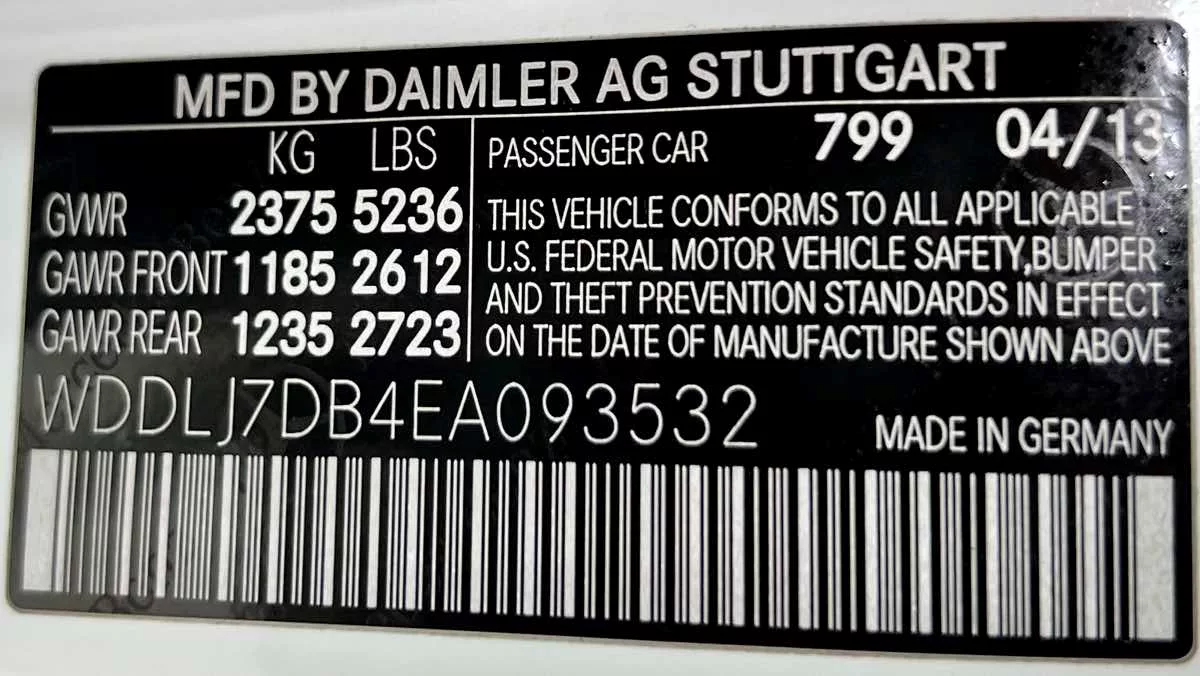 MFD BY DAIMLER AG STUTTGART
KG LBS
GVWR 2375 5236
GAWR FRONT 1185 2612
GAWR REAR 1235 2723
PASSENGER CAR 799 04/13
THIS VEHICLE CONFORMS TO ALL APPLICABLE
U.S. FEDERAL MOTOR VEHICLE SAFETY,BUMPER
AND THEFT PREVENTION STANDARDS IN EFFECT
ON THE DATE OF MANUFACTURE SHOWN ABOVE
WDDLJ7DB4EA093532
MADE IN GERMANY